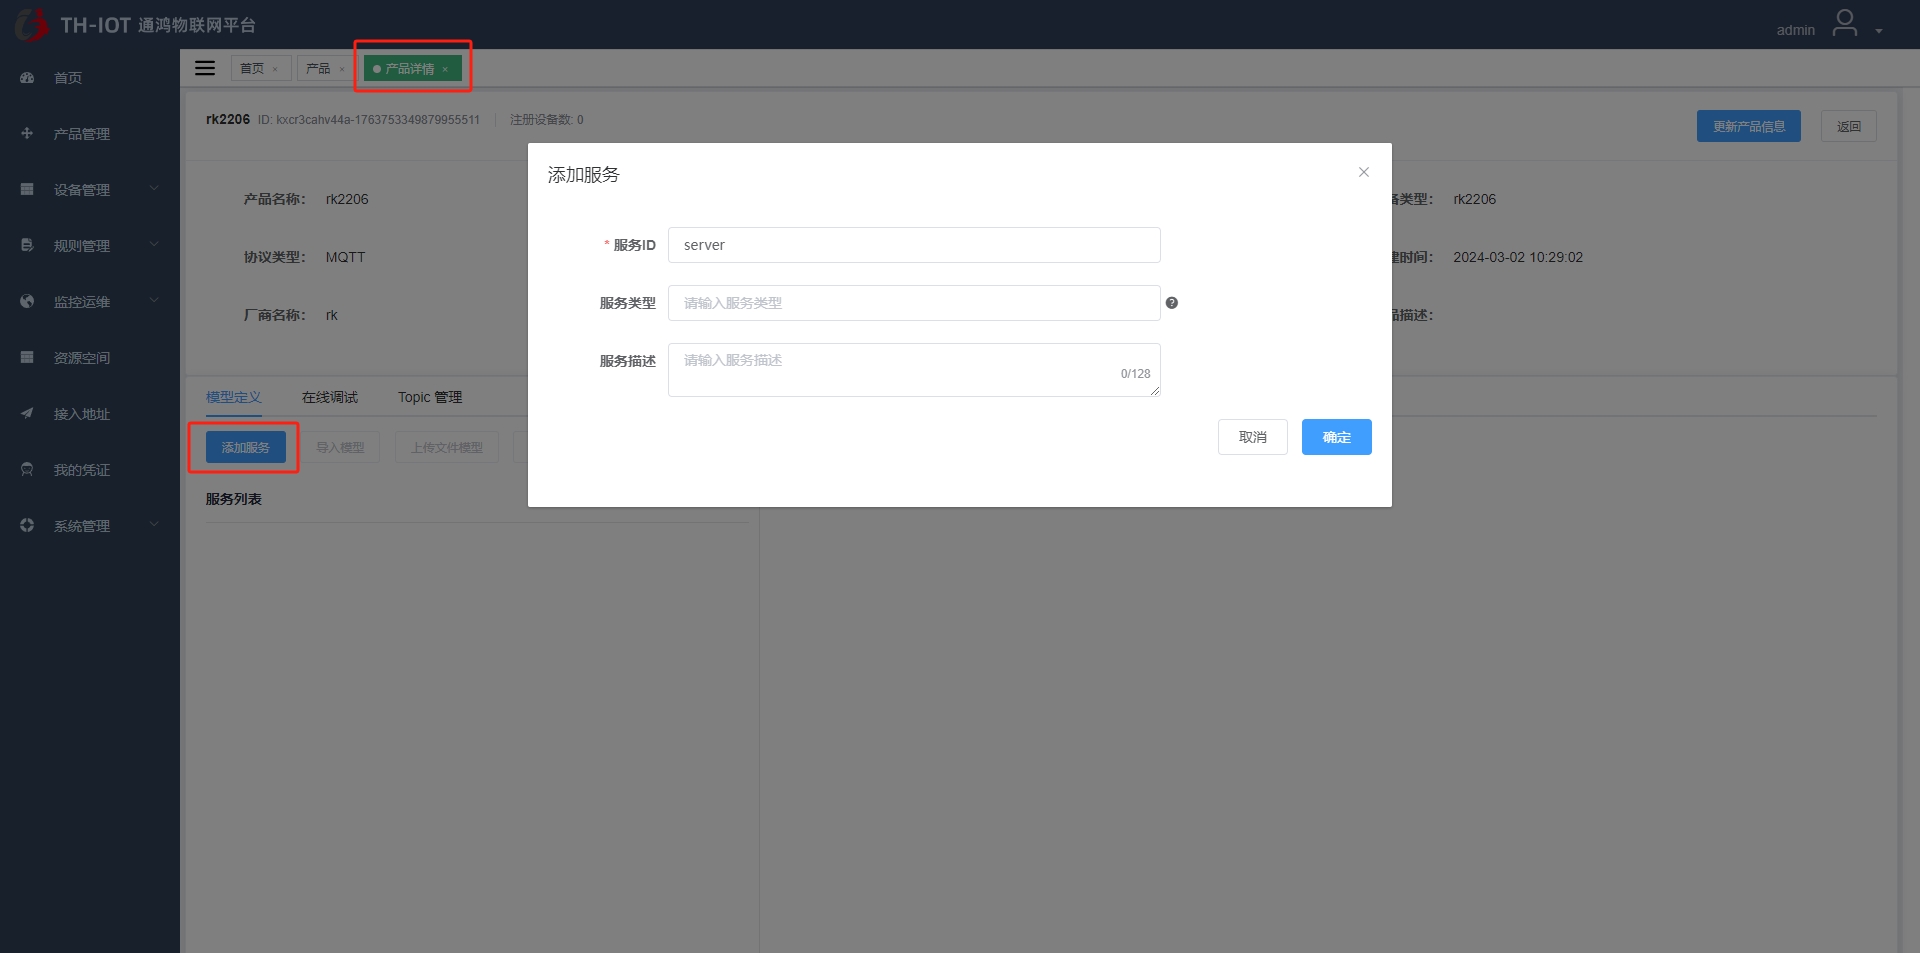 TH-IOT 通鸿物联网平台
admin
首页
产品管理
设备管理
规则管理
监控运维
资源空间
接入地址
我的凭证
系统管理
首页 × 产品 × 产品详情 ×
rk2206 ID: kxcr3cahv44a-1763753349879955511 注册设备数: 0
更新产品信息 返回
产品名称： rk2206
备类型： rk2206
协议类型： MQTT
建时间： 2024-03-02 10:29:02
厂商名称： rk
品描述：
模型定义 在线调试 Topic 管理
添加服务 导入模型 上传文件模型
服务列表
添加服务
* 服务ID server
服务类型 请输入服务类型
服务描述 请输入服务描述
0/128
取消 确定